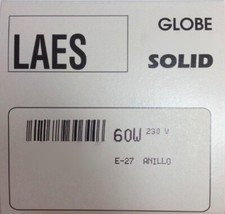 GLOBE
LAES
SOLID
60W 230 V
E-27 ANILLO